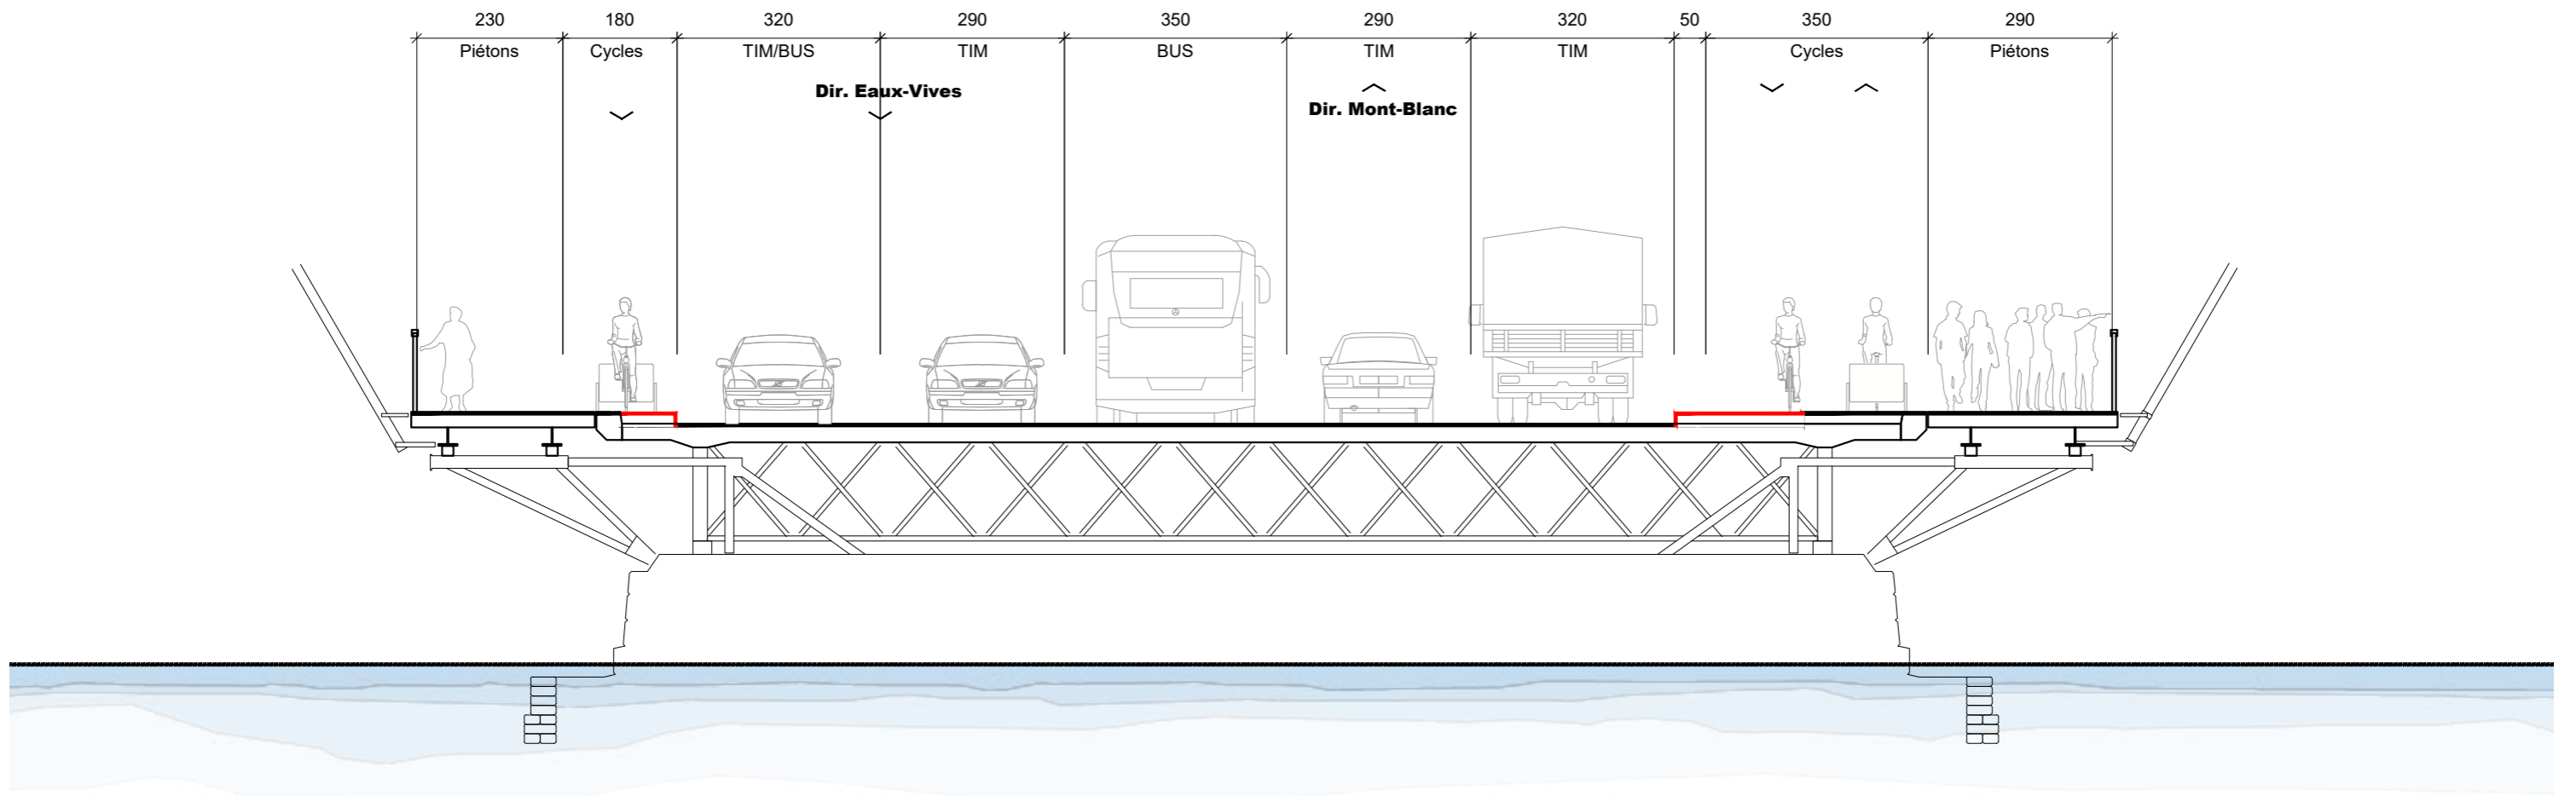 230 180 320 290 350 290 320 50 350 290
Piétons Cycles TIM/BUS TIM BUS TIM TIM Cycles Piétons
Dir. Eaux-Vives
Dir. Mont-Blanc